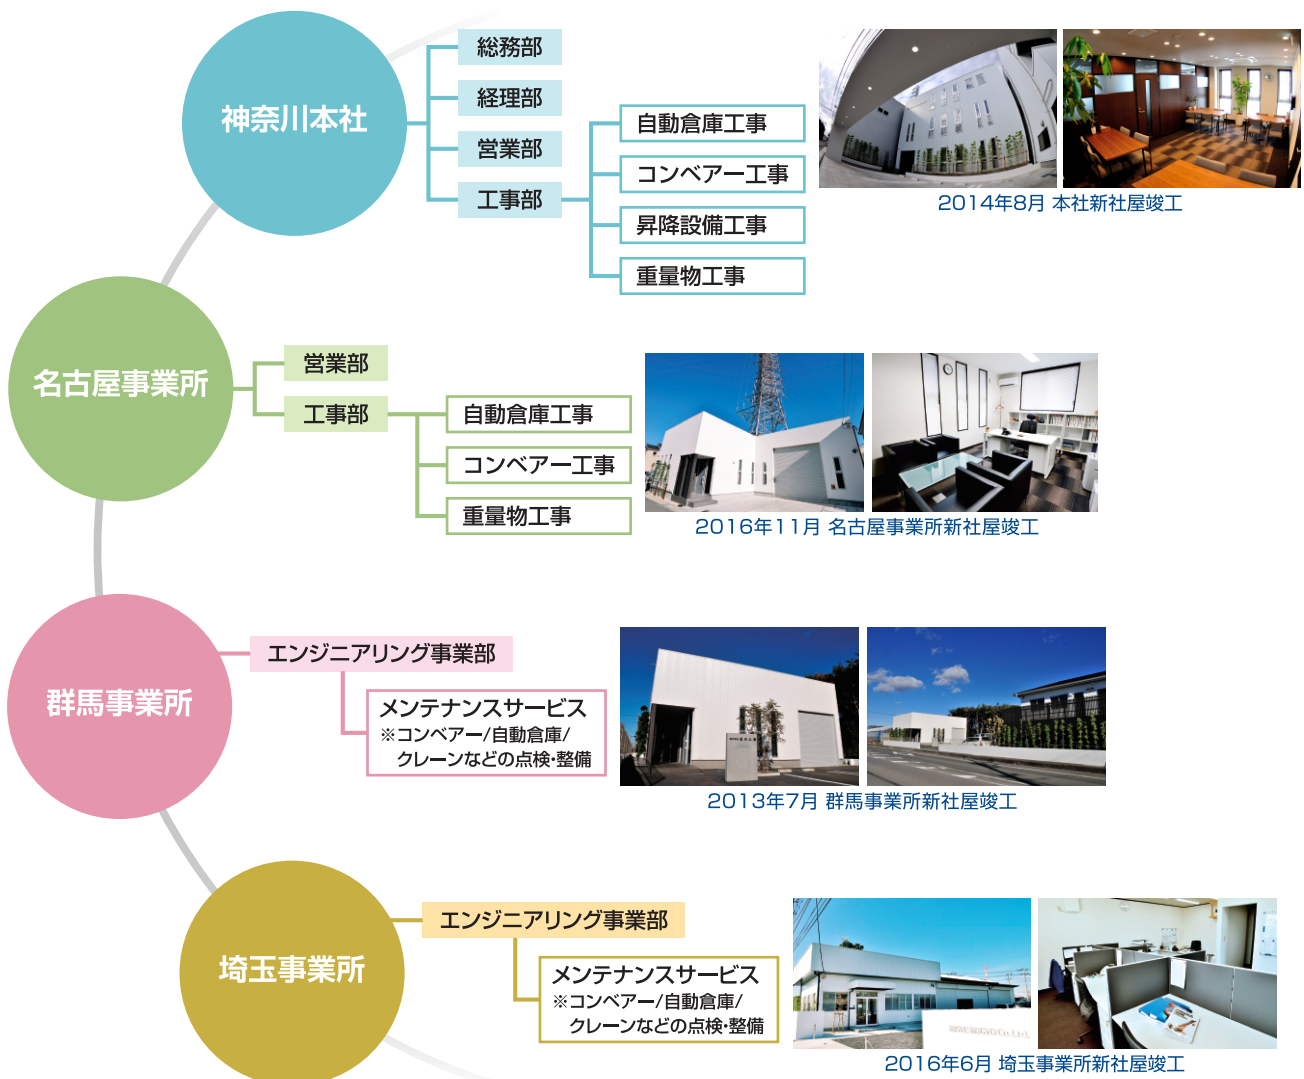 神奈川本社
総務部
経理部
営業部
工事部
自動倉庫工事
コンベアー工事
昇降設備工事
重量物工事
2014年8月 本社新社屋竣工
名古屋事業所
営業部
工事部
自動倉庫工事
コンベアー工事
重量物工事
2016年11月 名古屋事業所新社屋竣工
群馬事業所
エンジニアリング事業部
メンテナンスサービス
※コンベアー/自動倉庫/
クレーンなどの点検・整備
2013年7月 群馬事業所新社屋竣工
埼玉事業所
エンジニアリング事業部
メンテナンスサービス
※コンベアー/自動倉庫/
クレーンなどの点検・整備
Co.,Ltd.
2016年6月 埼玉事業所新社屋竣工